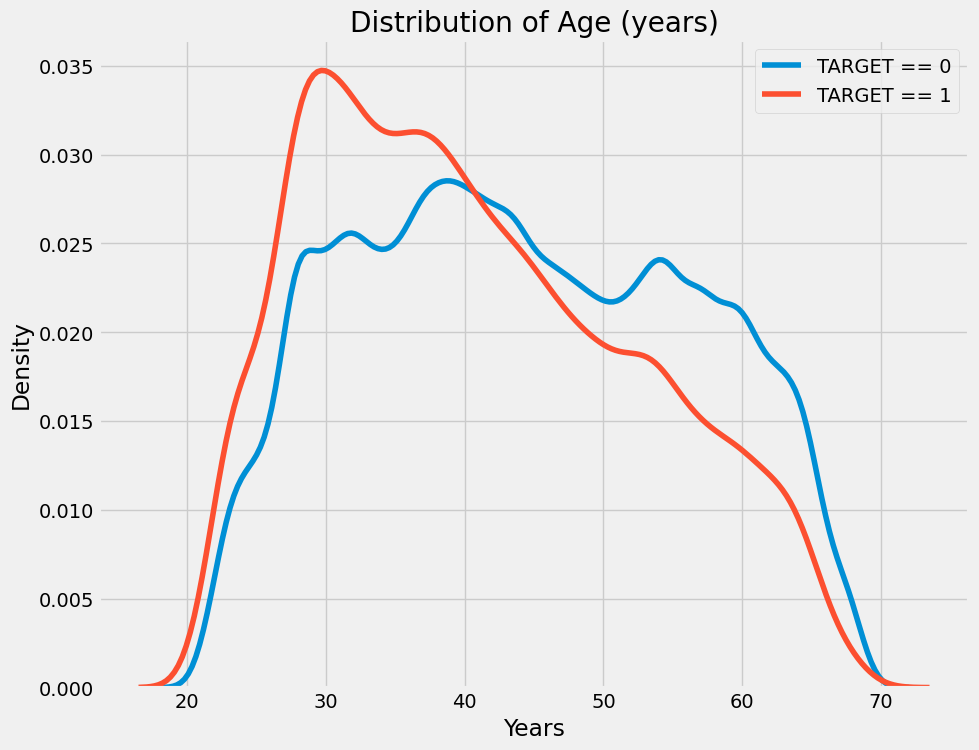 Distribution of Age (years)
TARGET == 0
TARGET == 1
0.035
0.030
0.025
0.020
0.015
0.010
0.005
0.000
Density
20 30 40 50 60 70
Years